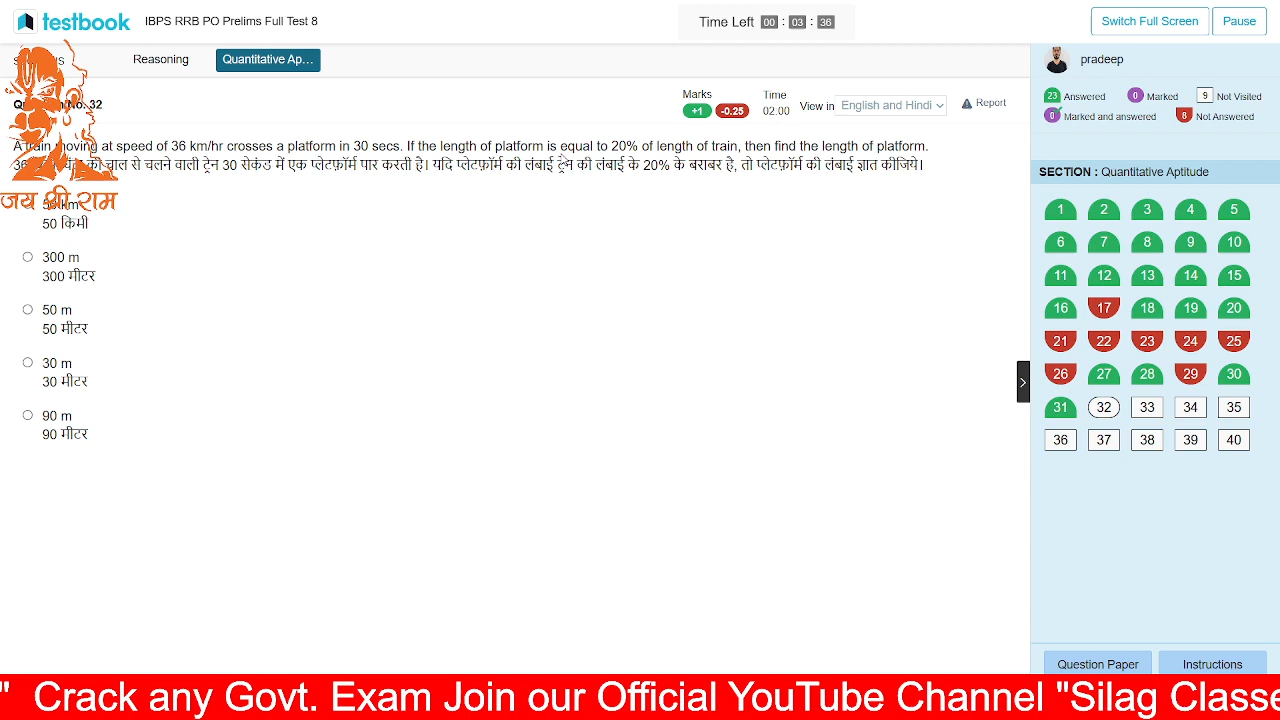 testbook
IBPS RRB PO Prelims Full Test 8
Time Left 00 : 03 : 36
Switch Full Screen
Pause
Reasoning
Quantitative Ap...
No. 32
Marks
+1
-0.25
Time
02.00
View in English and Hindi
Report
A train moving at speed of 36 km/hr crosses a platform in 30 secs. If the length of platform is equal to 20% of length of train, then find the length of platform.
की चाल से चलने वाली ट्रेन 30 सेकंड में एक प्लेटफ़ॉर्म पार करती है। यदि प्लेटफ़ॉर्म की लंबाई ट्रेन की लंबाई के 20% के बराबर है, तो प्लेटफ़ॉर्म की लंबाई ज्ञात कीजिये।
जय श्री राम
50 km
50 किमी
300 m
300 मीटर
50 m
50 मीटर
30 m
30 मीटर
90 m
90 मीटर
pradeep
23 Answered
0 Marked
9 Not Visited
0 Marked and answered
8 Not Answered
SECTION : Quantitative Aptitude
1 2 3 4 5
6 7 8 9 10
11 12 13 14 15
16 17 18 19 20
21 22 23 24 25
26 27 28 29 30
31 32 33 34 35
36 37 38 39 40
Question Paper
Instructions
" Crack any Govt. Exam Join our Official YouTube Channel "Silag Classe